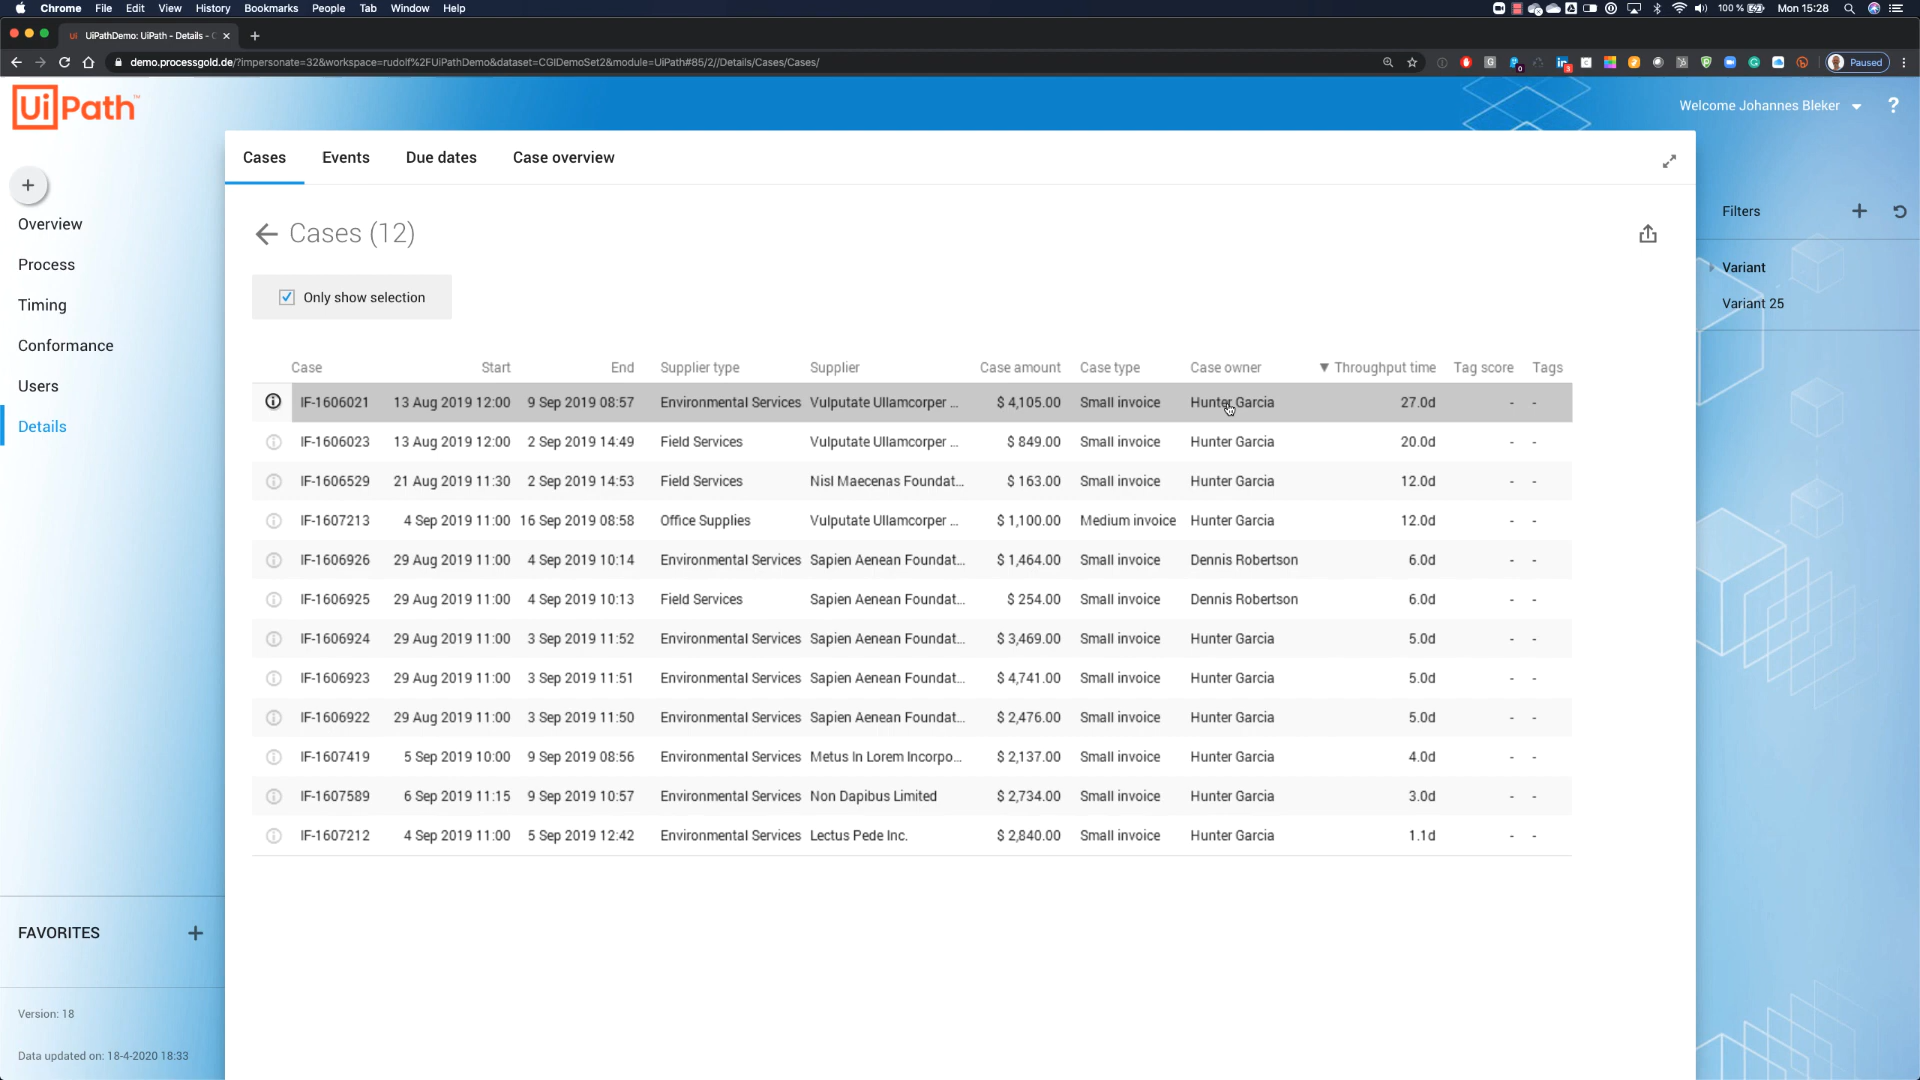 Chrome File Edit View History Bookmarks People Tab Window Help 100 % Mon 15:28
UiPathDemo: UiPath - Details -
demo.processgold.de/?impersonate=32&workspace=rudolf%2FUiPathDemo&dataset=CGIDemoSet2&module=UiPath#85/2//Details/Cases/Cases/ Paused
UiPath™
Welcome Johannes Bleker ?
Cases Events Due dates Case overview
Overview
Process
Timing
Conformance
Users
Details
Filters
Variant
Variant 25
Cases (12)
Only show selection
Case Start End Supplier type Supplier Case amount Case type Case owner ▼ Throughput time Tag score Tags
IF-1606021 13 Aug 2019 12:00 9 Sep 2019 08:57 Environmental Services Vulputate Ullamcorper ... $ 4,105.00 Small invoice Hunter Garcia 27.0d - -
IF-1606023 13 Aug 2019 12:00 2 Sep 2019 14:49 Field Services Vulputate Ullamcorper ... $ 849.00 Small invoice Hunter Garcia 20.0d - -
IF-1606529 21 Aug 2019 11:30 2 Sep 2019 14:53 Field Services Nisl Maecenas Foundat... $ 163.00 Small invoice Hunter Garcia 12.0d - -
IF-1607213 4 Sep 2019 11:00 16 Sep 2019 08:58 Office Supplies Vulputate Ullamcorper ... $ 1,100.00 Medium invoice Hunter Garcia 12.0d - -
IF-1606926 29 Aug 2019 11:00 4 Sep 2019 10:14 Environmental Services Sapien Aenean Foundat... $ 1,464.00 Small invoice Dennis Robertson 6.0d - -
IF-1606925 29 Aug 2019 11:00 4 Sep 2019 10:13 Field Services Sapien Aenean Foundat... $ 254.00 Small invoice Dennis Robertson 6.0d - -
IF-1606924 29 Aug 2019 11:00 3 Sep 2019 11:52 Environmental Services Sapien Aenean Foundat... $ 3,469.00 Small invoice Hunter Garcia 5.0d - -
IF-1606923 29 Aug 2019 11:00 3 Sep 2019 11:51 Environmental Services Sapien Aenean Foundat... $ 4,741.00 Small invoice Hunter Garcia 5.0d - -
IF-1606922 29 Aug 2019 11:00 3 Sep 2019 11:50 Environmental Services Sapien Aenean Foundat... $ 2,476.00 Small invoice Hunter Garcia 5.0d - -
IF-1607419 5 Sep 2019 10:00 9 Sep 2019 08:56 Environmental Services Metus In Lorem Incorpo... $ 2,137.00 Small invoice Hunter Garcia 4.0d - -
IF-1607589 6 Sep 2019 11:15 9 Sep 2019 10:57 Environmental Services Non Dapibus Limited $ 2,734.00 Small invoice Hunter Garcia 3.0d - -
IF-1607212 4 Sep 2019 11:00 5 Sep 2019 12:42 Environmental Services Lectus Pede Inc. $ 2,840.00 Small invoice Hunter Garcia 1.1d - -
FAVORITES
Version: 18
Data updated on: 18-4-2020 18:33